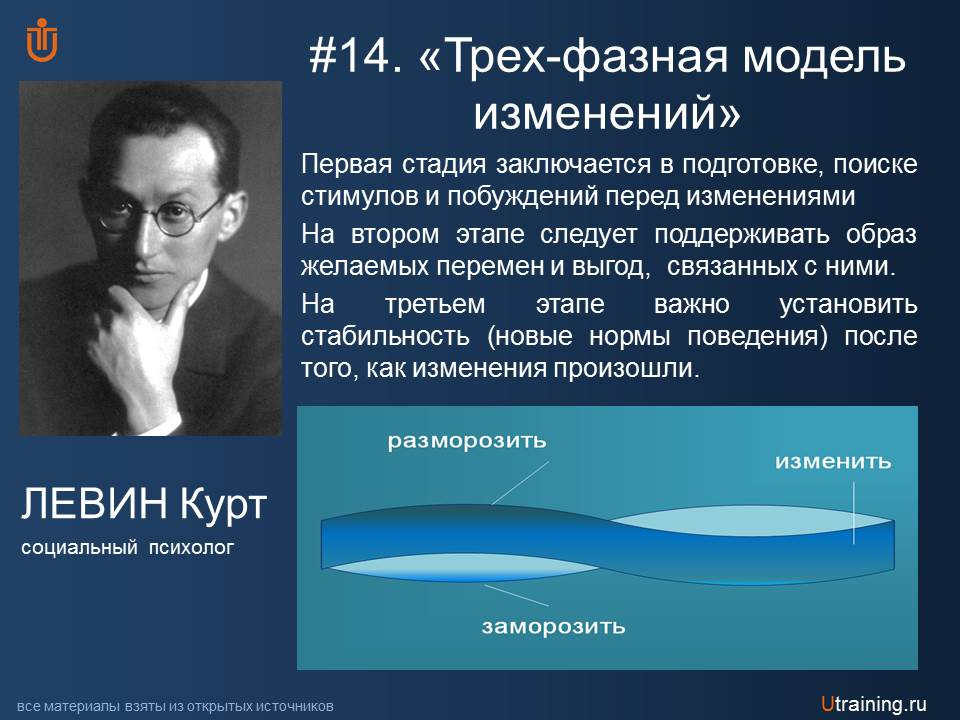 #14. «Трех-фазная модель
изменений»
Первая стадия заключается в подготовке, поиске
стимулов и побуждений перед изменениями
На втором этапе следует поддерживать образ
желаемых перемен и выгод, связанных с ними.
На третьем этапе важно установить
стабильность (новые нормы поведения) после
того, как изменения произошли.
разморозить
изменить
заморозить
ЛЕВИН Курт
социальный психолог
все материалы взяты из открытых источников
Utraining.ru